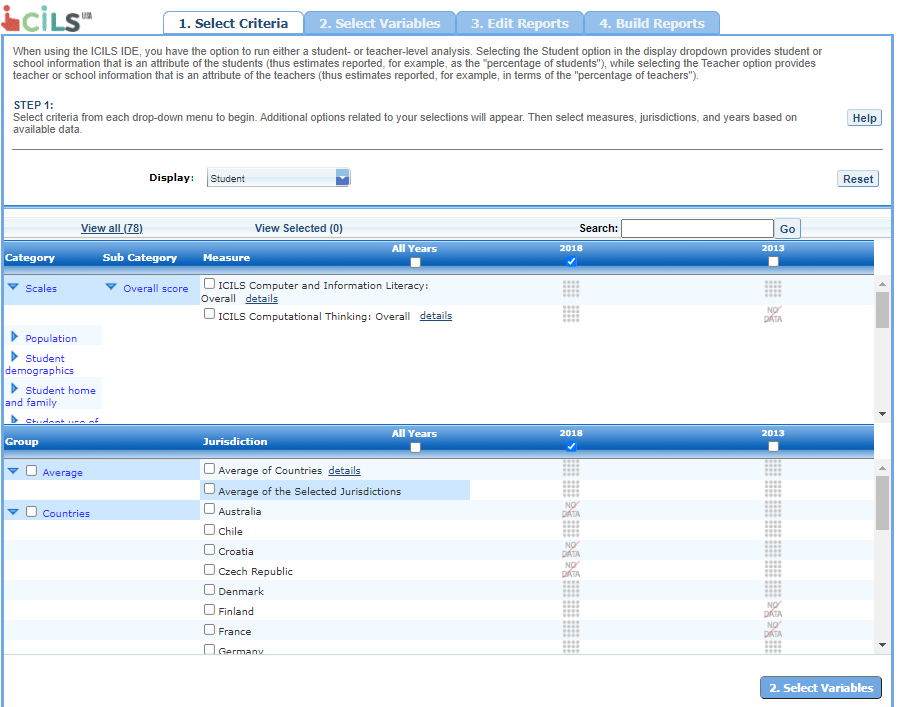 iCILS USA
1. Select Criteria
2. Select Variables
3. Edit Reports
4. Build Reports
When using the ICILS IDE, you have the option to run either a student- or teacher-level analysis. Selecting the Student option in the display dropdown provides student or
school information that is an attribute of the students (thus estimates reported, for example, as the "percentage of students"), while selecting the Teacher option provides
teacher or school information that is an attribute of the teachers (thus estimates reported, for example, in terms of the "percentage of teachers").
STEP 1:
Select criteria from each drop-down menu to begin. Additional options related to your selections will appear. Then select measures, jurisdictions, and years based on
available data.
Help
Display: Student
Reset
View all (78) View Selected (0) Search: Go
Category Sub Category Measure All Years 2018 2013
Scales Overall score ICILS Computer and Information Literacy:
Overall details
ICILS Computational Thinking: Overall details NO DATA
Population
Student
demographics
Student home
and family
Student use of
Group Jurisdiction All Years 2018 2013
Average Average of Countries details
Average of the Selected Jurisdictions
Countries Australia NO DATA
Chile
Croatia NO DATA
Czech Republic NO DATA
Denmark
Finland NO DATA
France NO DATA
Germany
2. Select Variables